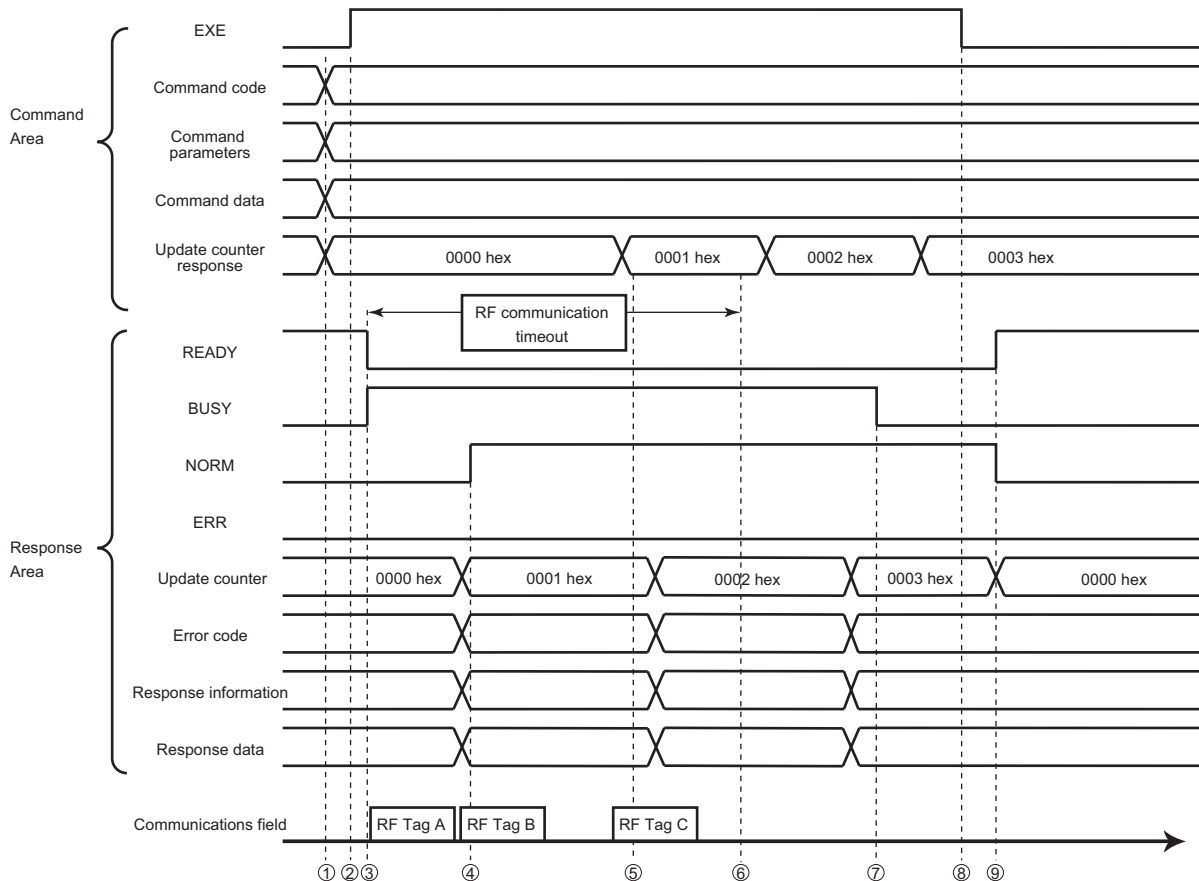 EXE
Command code
Command
Area
Command
parameters
Command data
Update counter
response
0000 hex
0001 hex
0002 hex
0003 hex
RF communication
timeout
READY
BUSY
NORM
ERR
Response
Area
Update counter
0000 hex
0001 hex
0002 hex
0003 hex
0000 hex
Error code
Response information
Response data
Communications field
RF Tag A
RF Tag B
RF Tag C
① ② ③ ④ ⑤ ⑥ ⑦ ⑧ ⑨